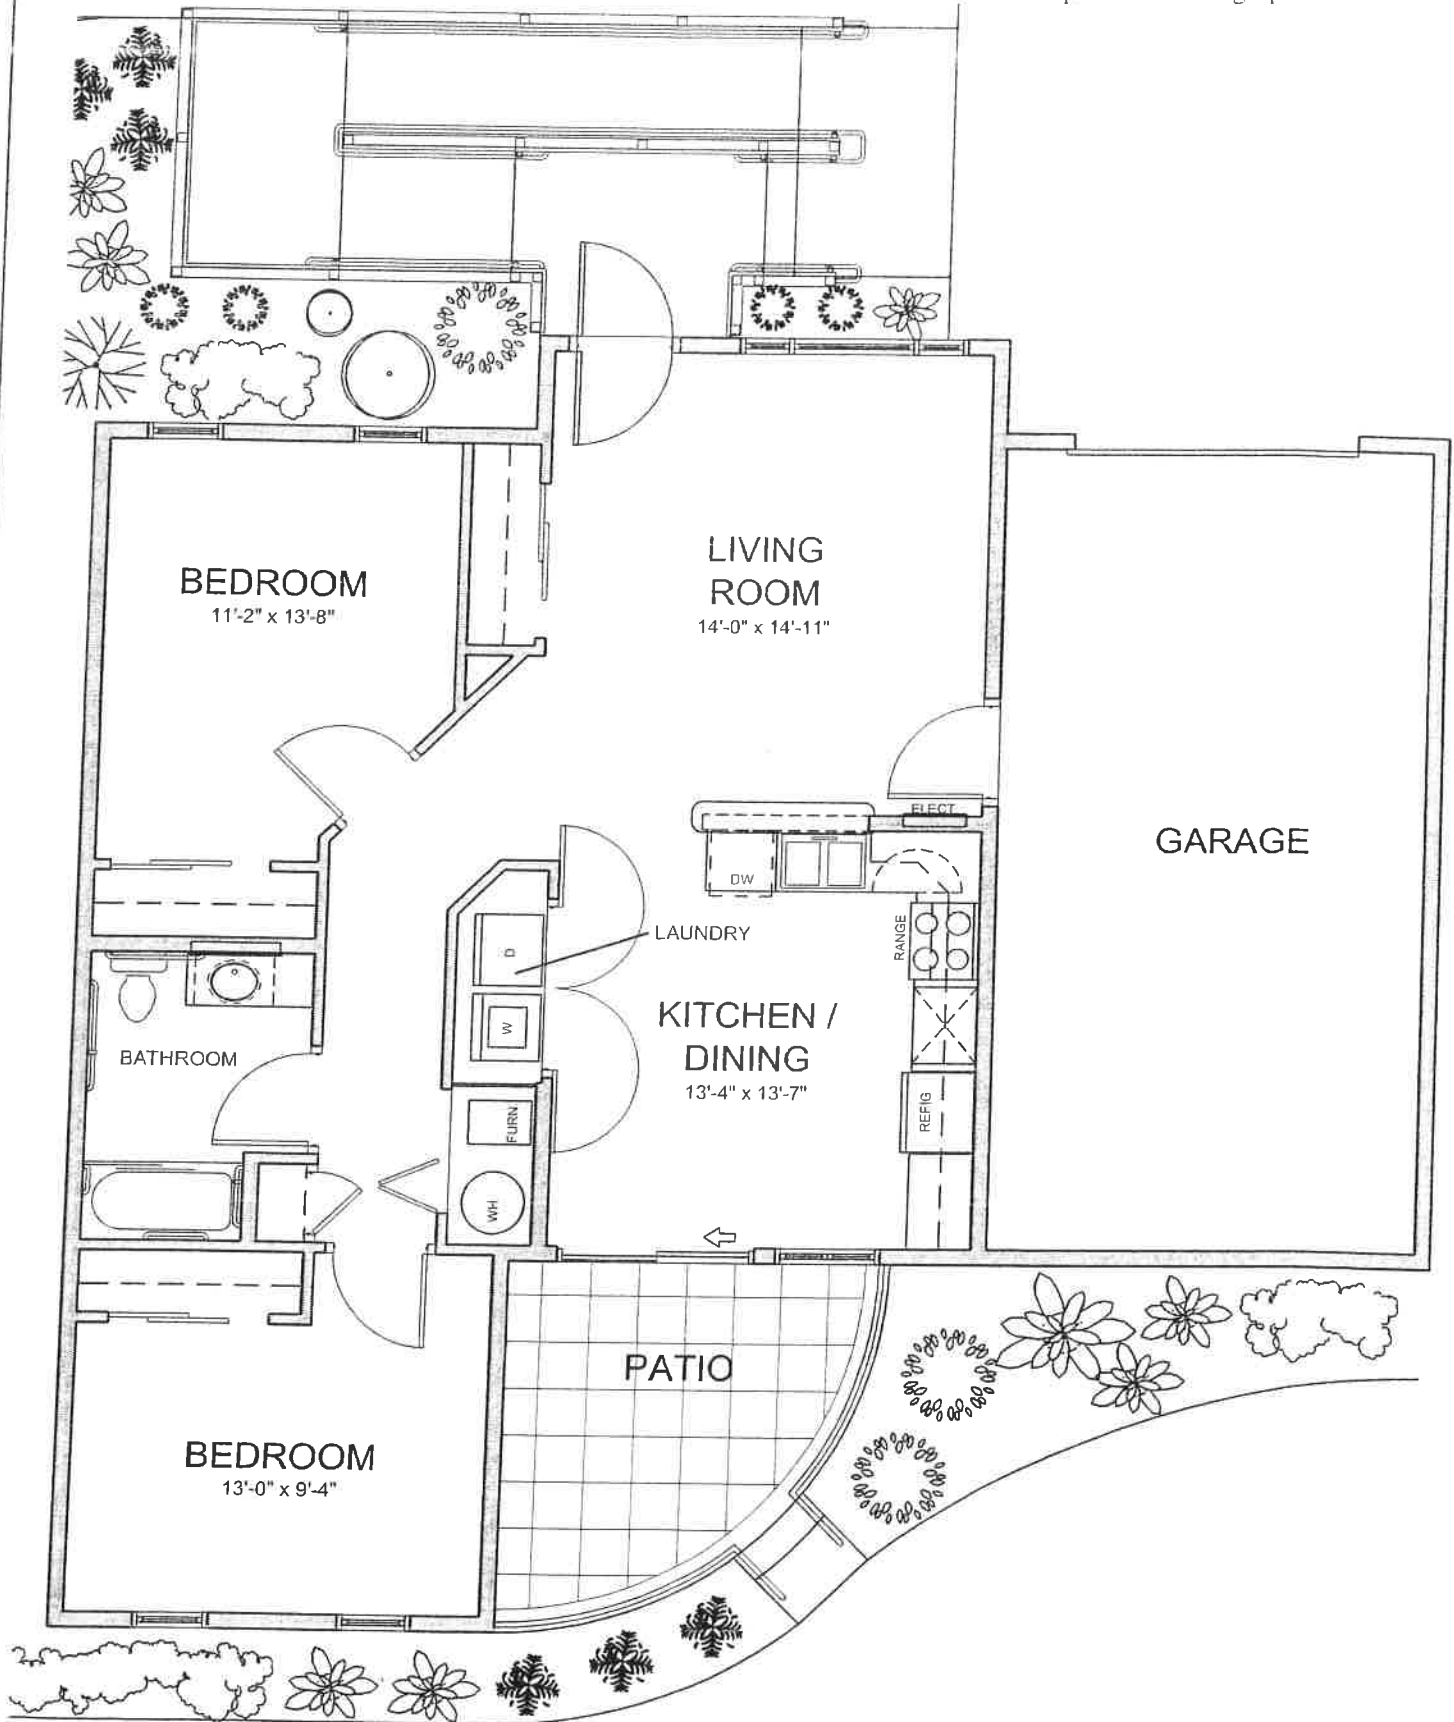 BEDROOM
11'-2" x 13'-8"
LIVING
ROOM
14'-0" x 14'-11"
ELECT
GARAGE
DW
RANGE
LAUNDRY
D
W
KITCHEN /
DINING
13'-4" x 13'-7"
BATHROOM
REFIG
FURN.
WH
PATIO
BEDROOM
13'-0" x 9'-4"